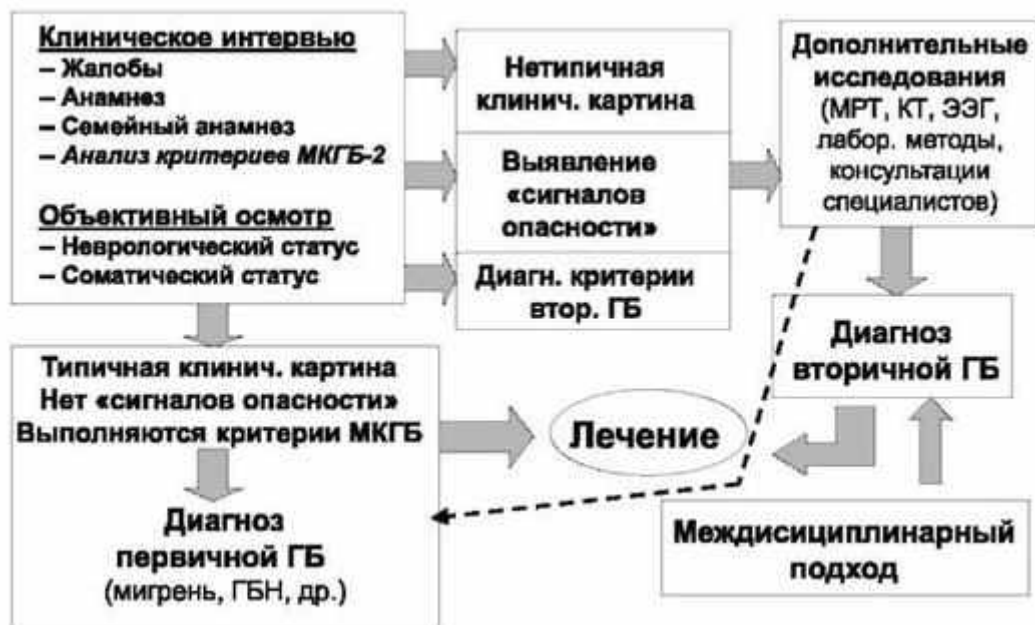 Клиническое интервью
– Жалобы
– Анамнез
– Семейный анамнез
– Анализ критериев МКГБ-2
Объективный осмотр
– Неврологический статус
– Соматический статус
Нетипичная
клинич. картина
Выявление
«сигналов
опасности»
Диагн. критерии
втор. ГБ
Дополнительные
исследования
(МРТ, КТ, ЭЭГ,
лабор. методы,
консультации
специалистов)
Диагноз
вторичной ГБ
Типичная клинич. картина
Нет «сигналов опасности»
Выполняются критерии МКГБ
Диагноз
первичной ГБ
(мигрень, ГБН, др.)
Лечение
Междисициплинарный
подход